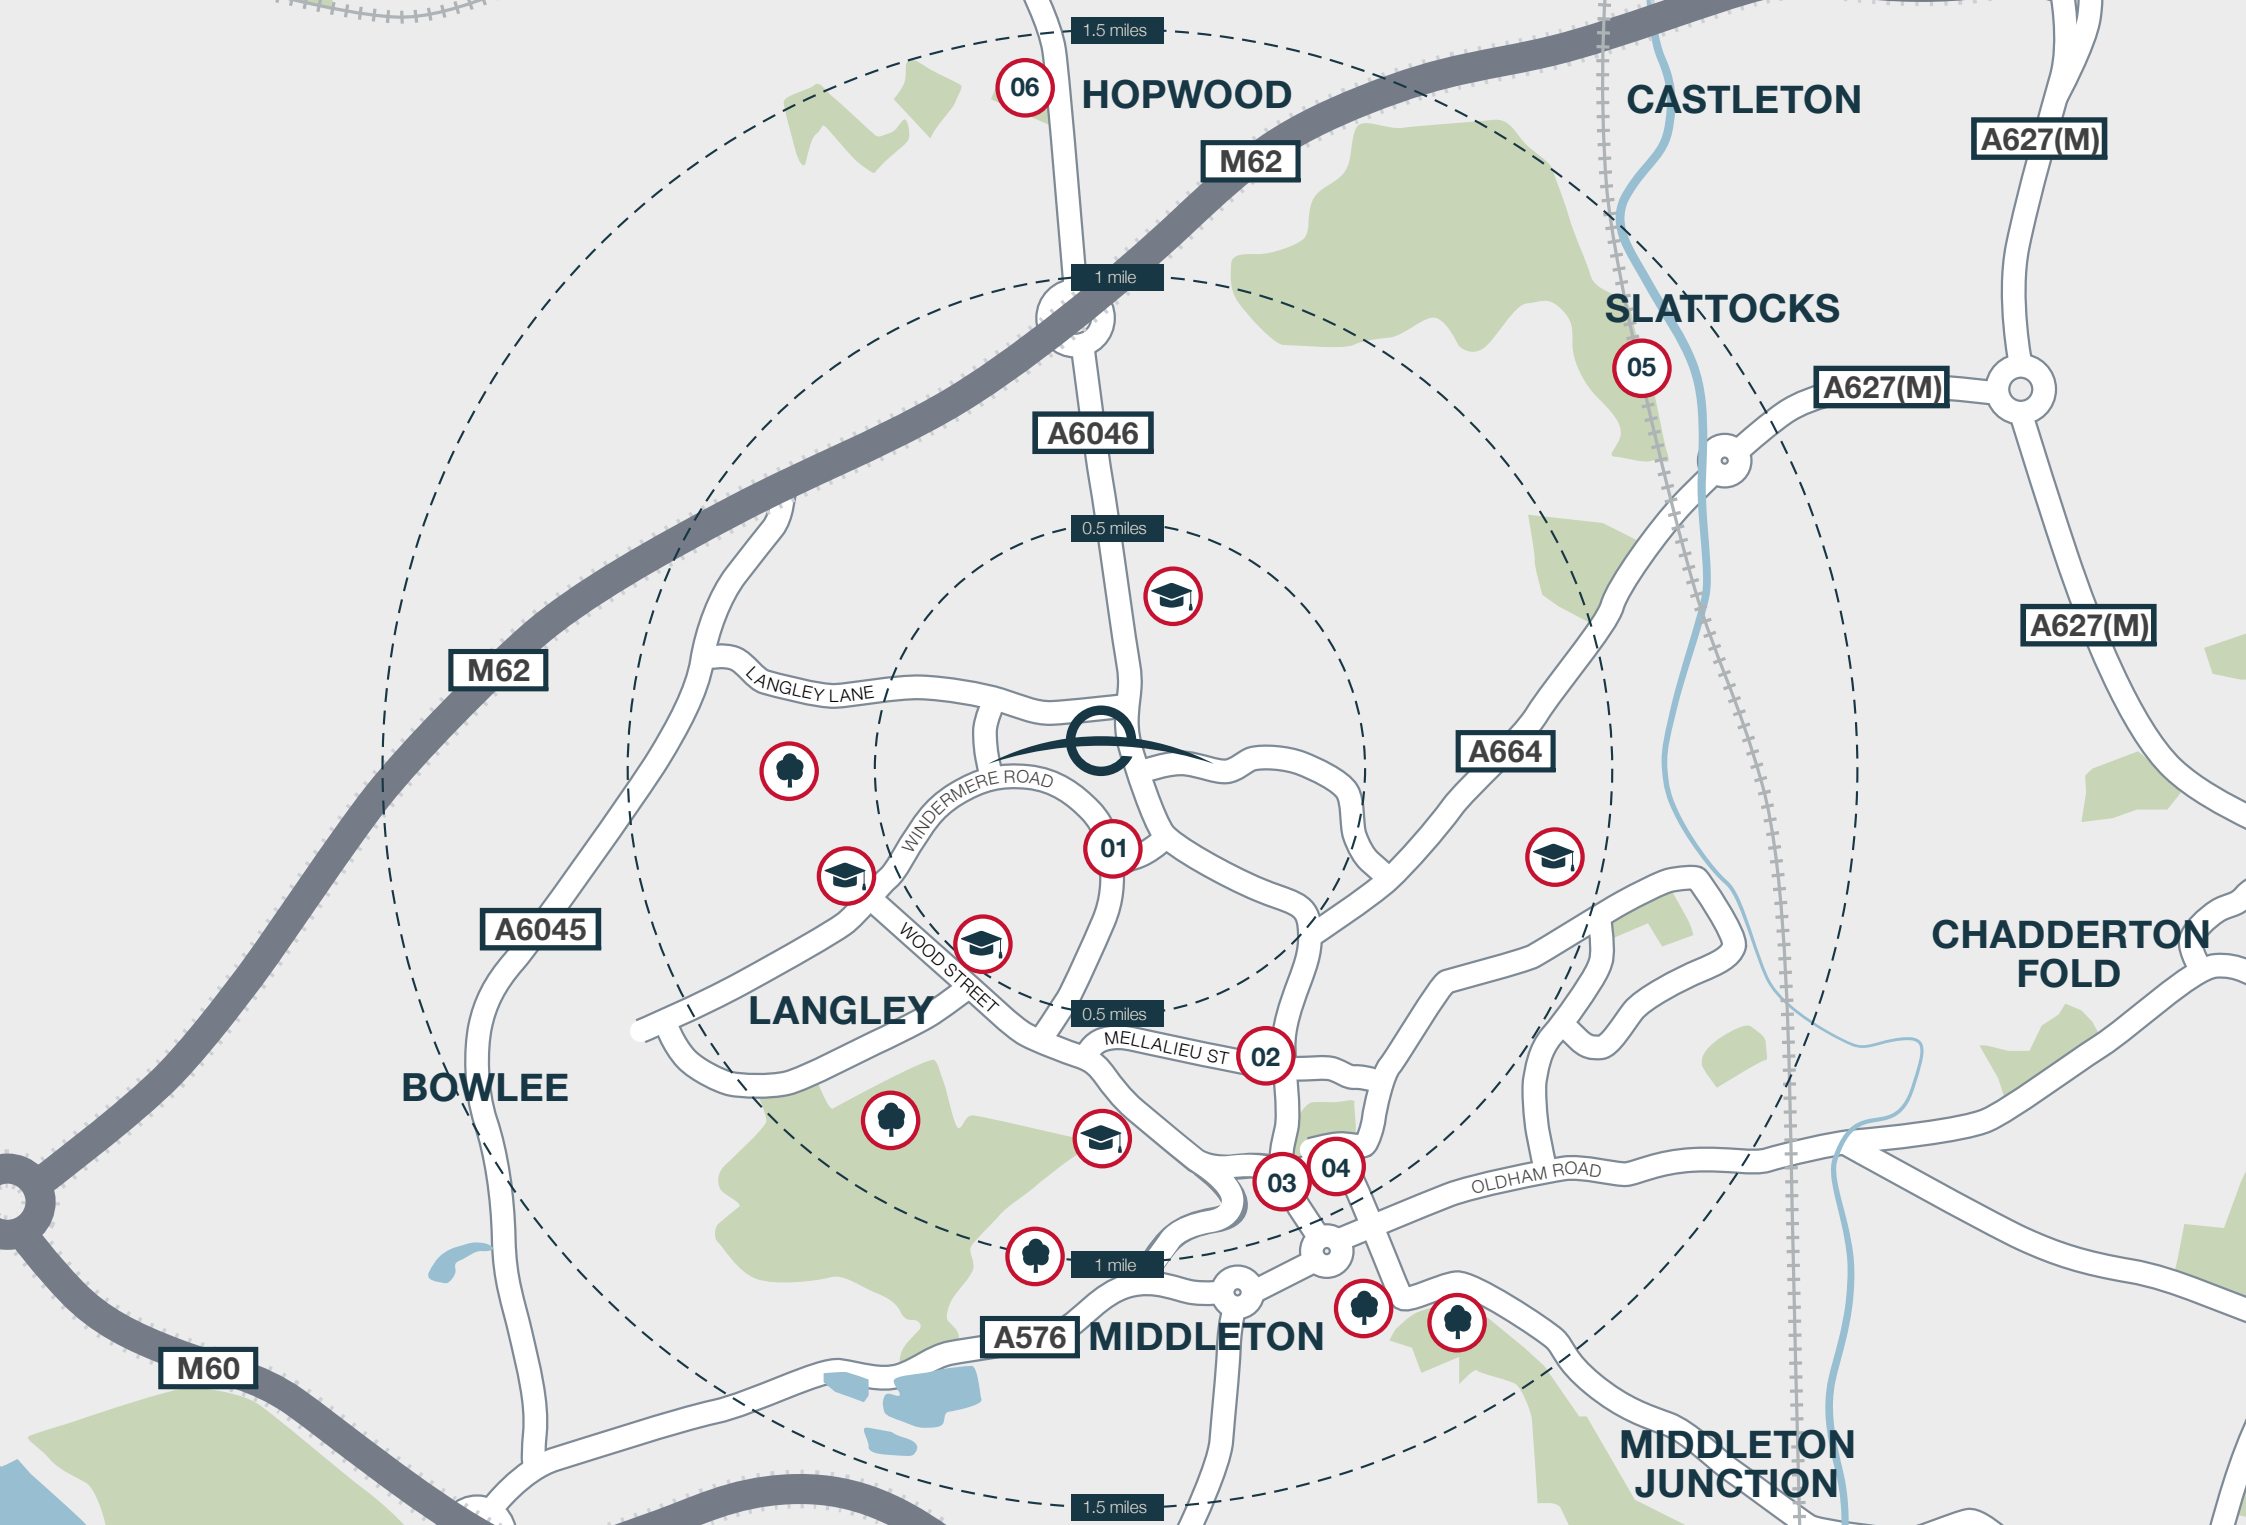 1.5 miles
06
HOPWOOD
CASTLETON
A627(M)
M62
1 mile
SLATTOCKS
05
A627(M)
A6046
0.5 miles
A627(M)
M62
LANGLEY LANE
A664
WINDERMERE ROAD
01
A6045
WOOD STREET
CHADDERTON
FOLD
LANGLEY
0.5 miles
MELLALIEU ST
02
BOWLEE
03
04
OLDHAM ROAD
1 mile
A576
MIDDLETON
M60
MIDDLETON
JUNCTION
1.5 miles